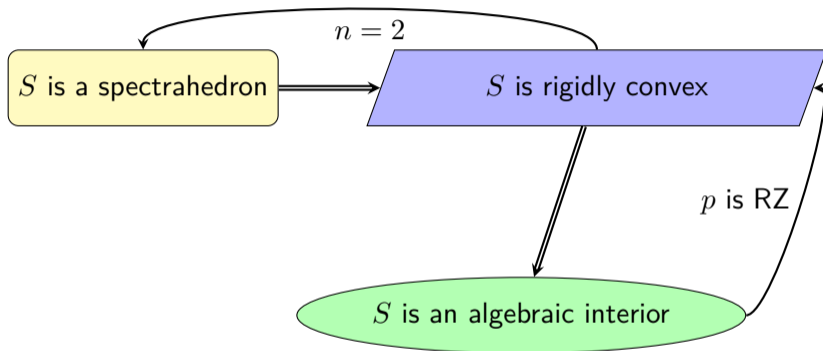 n = 2
S is a spectrahedron
S is rigidly convex
p is RZ
S is an algebraic interior